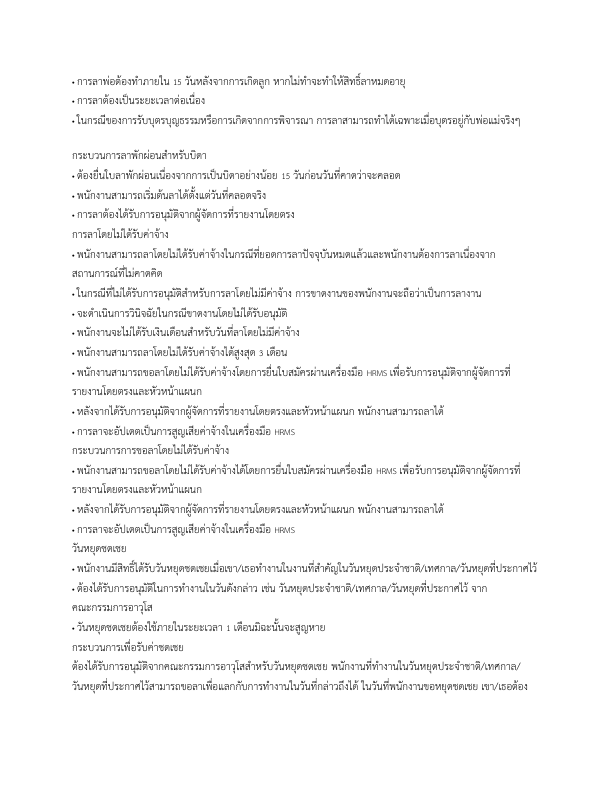 • การลาพ่อต้องทำภายใน 15 วันหลังจากการเกิดลูก หากไม่ทำจะทำให้สิทธิ์ลาหมดอายุ
• การลาต้องเป็นระยะเวลาต่อเนื่อง
• ในกรณีของการรับบุตรบุญธรรมหรือการเกิดจากการพิจารณา การลาสามารถทำได้เฉพาะเมื่อบุตรอยู่กับพ่อแม่จริงๆ
กระบวนการลาพักผ่อนสำหรับบิดา
• ต้องยื่นใบลาพักผ่อนเนื่องจากการเป็นบิดาอย่างน้อย 15 วันก่อนวันที่คาดว่าจะคลอด
• พนักงานสามารถเริ่มต้นลาได้ตั้งแต่วันที่คลอดจริง
• การลาต้องได้รับการอนุมัติจากผู้จัดการที่รายงานโดยตรง
การลาโดยไม่ได้รับค่าจ้าง
• พนักงานสามารถลาโดยไม่ได้รับค่าจ้างในกรณีที่ยอดการลาปัจจุบันหมดแล้วและพนักงานต้องการลาเนื่องจาก
สถานการณ์ที่ไม่คาดคิด
• ในกรณีที่ไม่ได้รับการอนุมัติสำหรับการลาโดยไม่มีค่าจ้าง การขาดงานของพนักงานจะถือว่าเป็นการลางาน
• จะดำเนินการวินิจฉัยในกรณีขาดงานโดยไม่ได้รับอนุมัติ
• พนักงานจะไม่ได้รับเงินเดือนสำหรับวันที่ลาโดยไม่มีค่าจ้าง
• พนักงานสามารถลาโดยไม่ได้รับค่าจ้างได้สูงสุด 3 เดือน
• พนักงานสามารถขอลาโดยไม่ได้รับค่าจ้างโดยการยื่นใบสมัครผ่านเครื่องมือ HRMS เพื่อรับการอนุมัติจากผู้จัดการที่
รายงานโดยตรงและหัวหน้าแผนก
• หลังจากได้รับการอนุมัติจากผู้จัดการที่รายงานโดยตรงและหัวหน้าแผนก พนักงานสามารถลาได้
• การลาจะอัปเดตเป็นการสูญเสียค่าจ้างในเครื่องมือ HRMS
กระบวนการการขอลาโดยไม่ได้รับค่าจ้าง
• พนักงานสามารถขอลาโดยไม่ได้รับค่าจ้างได้โดยการยื่นใบสมัครผ่านเครื่องมือ HRMS เพื่อรับการอนุมัติจากผู้จัดการที่
รายงานโดยตรงและหัวหน้าแผนก
• หลังจากได้รับการอนุมัติจากผู้จัดการที่รายงานโดยตรงและหัวหน้าแผนก พนักงานสามารถลาได้
• การลาจะอัปเดตเป็นการสูญเสียค่าจ้างในเครื่องมือ HRMS
วันหยุดชดเชย
• พนักงานมีสิทธิ์ได้รับวันหยุดชดเชยเมื่อเขา/เธอทำงานในงานที่สำคัญในวันหยุดประจำชาติ/เทศกาล/วันหยุดที่ประกาศไว้
• ต้องได้รับการอนุมัติในการทำงานในวันดังกล่าว เช่น วันหยุดประจำชาติ/เทศกาล/วันหยุดที่ประกาศไว้ จาก
คณะกรรมการอาวุโส
• วันหยุดชดเชยต้องใช้ภายในระยะเวลา 1 เดือนมิฉะนั้นจะสูญหาย
กระบวนการเพื่อรับค่าชดเชย
ต้องได้รับการอนุมัติจากคณะกรรมการอาวุโสสำหรับวันหยุดชดเชย พนักงานที่ทำงานในวันหยุดประจำชาติ/เทศกาล/
วันหยุดที่ประกาศไว้สามารถขอลาเพื่อแลกกับการทำงานในวันที่กล่าวถึงได้ ในวันที่พนักงานขอหยุดชดเชย เขา/เธอต้อง